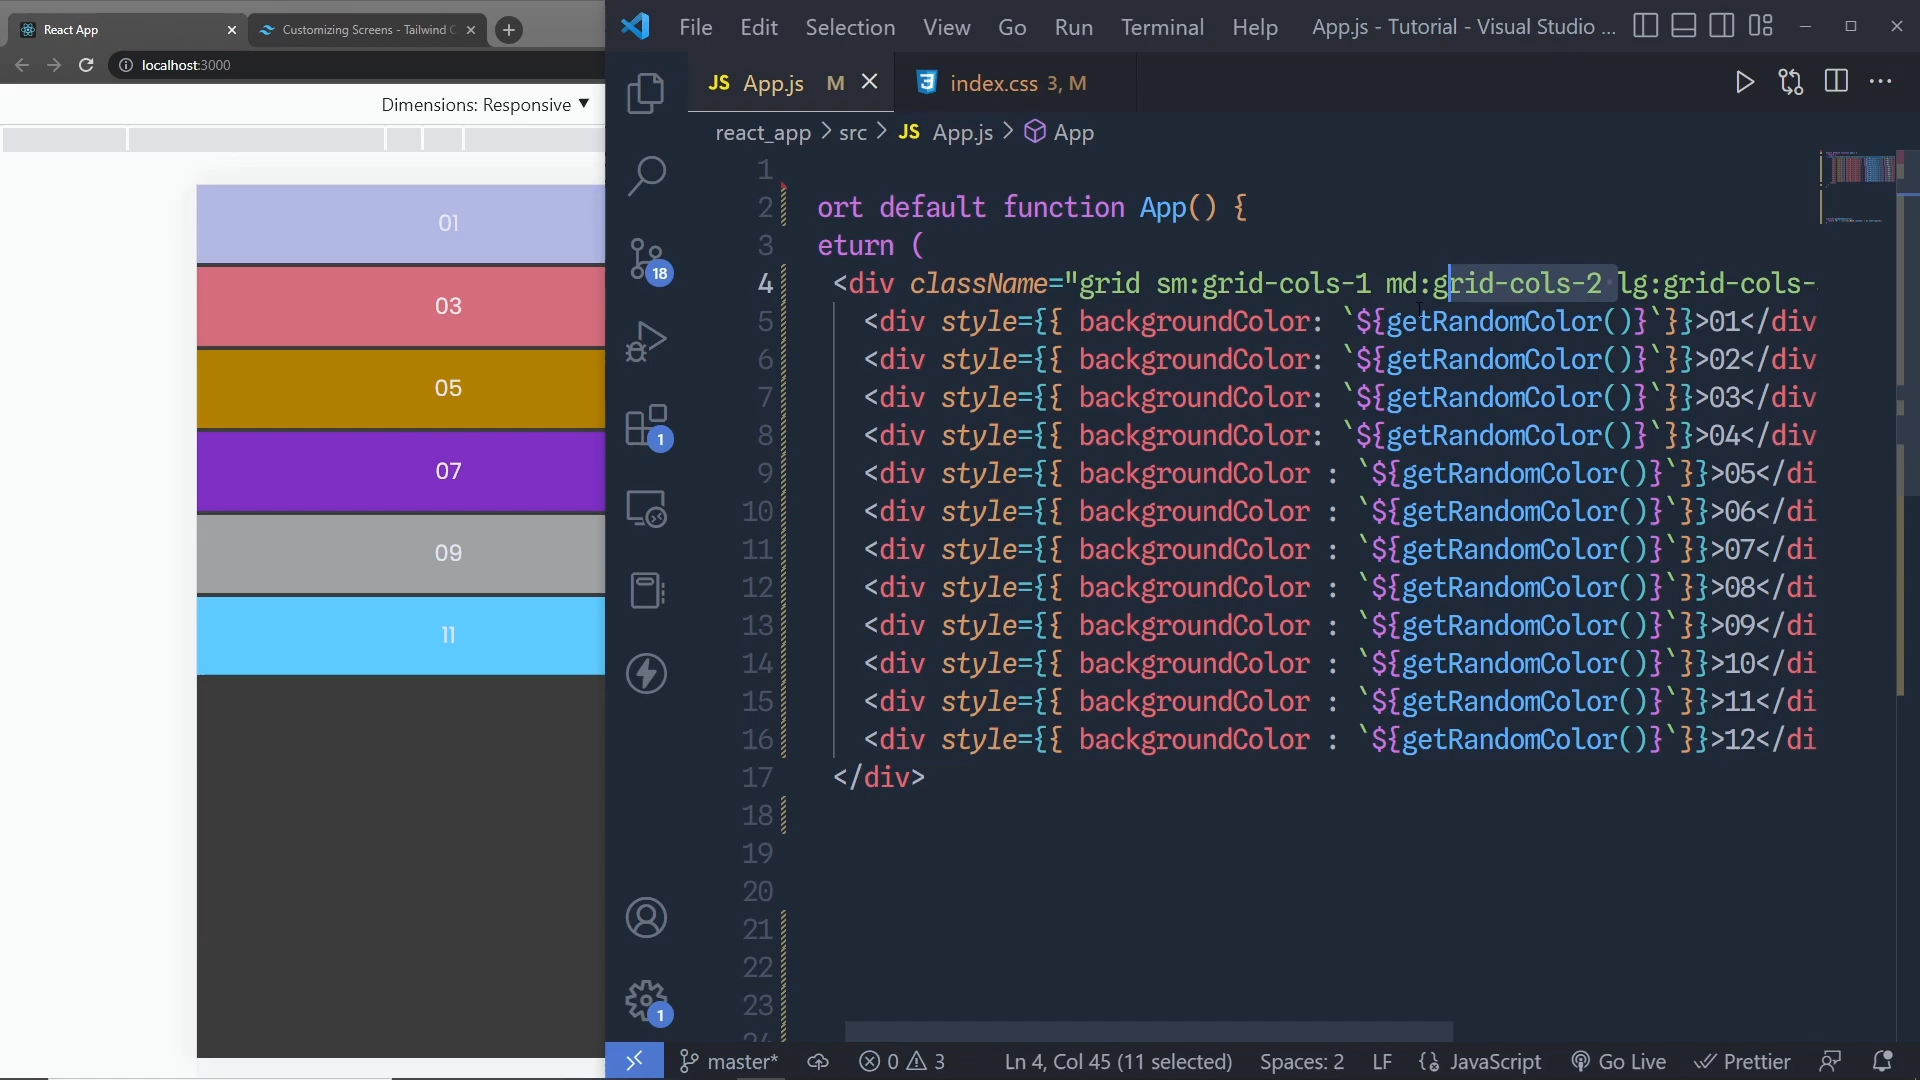 React App
Customizing Screens - Tailwind C
localhost:3000
Dimensions: Responsive
01
03
05
07
09
11
File Edit Selection View Go Run Terminal Help App.js - Tutorial - Visual Studio ...
JS App.js M
index.css 3, M
react_app > src > JS App.js > App
1
2 ort default function App() {
3 eturn (
4 <div className="grid sm:grid-cols-1 md:grid-cols-2 lg:grid-cols-
5 <div style={{ backgroundColor: `${getRandomColor()}`}}>01</div
6 <div style={{ backgroundColor: `${getRandomColor()}`}}>02</div
7 <div style={{ backgroundColor: `${getRandomColor()}`}}>03</div
8 <div style={{ backgroundColor: `${getRandomColor()}`}}>04</div
9 <div style={{ backgroundColor : `${getRandomColor()}`}}>05</di
10 <div style={{ backgroundColor : `${getRandomColor()}`}}>06</di
11 <div style={{ backgroundColor : `${getRandomColor()}`}}>07</di
12 <div style={{ backgroundColor : `${getRandomColor()}`}}>08</di
13 <div style={{ backgroundColor : `${getRandomColor()}`}}>09</di
14 <div style={{ backgroundColor : `${getRandomColor()}`}}>10</di
15 <div style={{ backgroundColor : `${getRandomColor()}`}}>11</di
16 <div style={{ backgroundColor : `${getRandomColor()}`}}>12</di
17 </div>
18
19
20
21
22
23
18
1
1
master* 0 3 Ln 4, Col 45 (11 selected) Spaces: 2 LF {} JavaScript Go Live Prettier